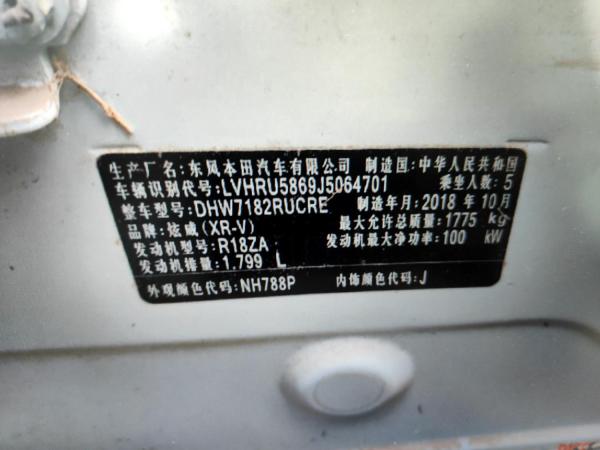 生产厂名:东风本田汽车有限公司 制造国:中华人民共和国
车辆识别代号:LVHRU5869J5064701 乘坐人数:5
整车型号:DHW7182RUCRE 制造年月:2018年10月
品牌:炫威(XR-V) 最大允许总质量:1775 kg
发动机型号:R18ZA 发动机最大净功率:100 kW
发动机排量:1.799 L
外观颜色代码:NH788P 内饰颜色代码:J